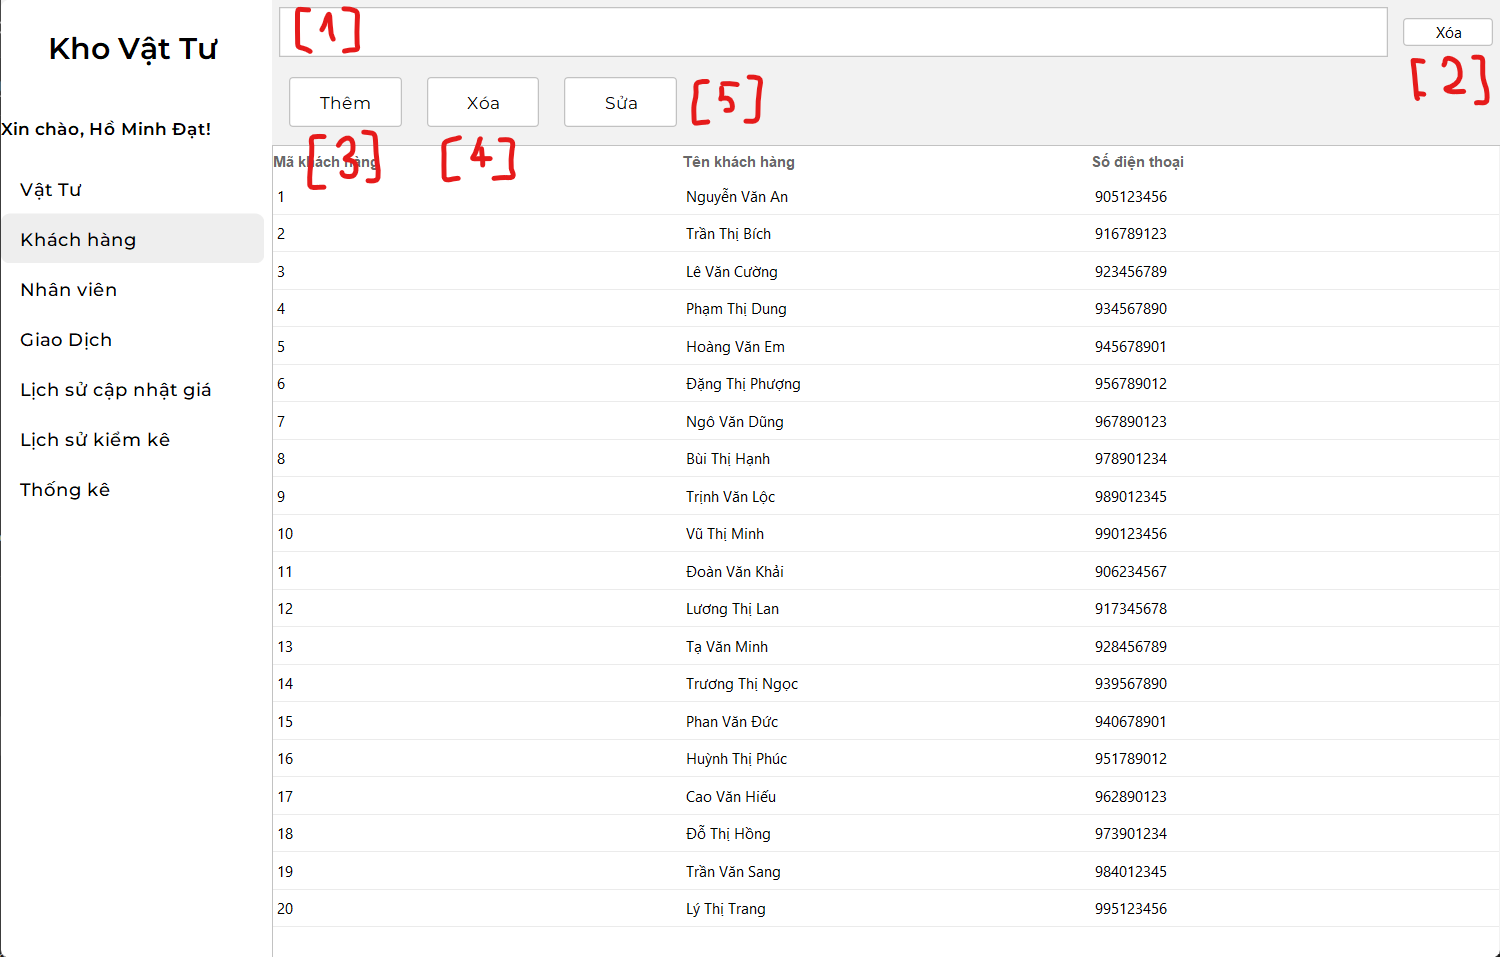 Kho Vật Tư
Xin chào, Hồ Minh Đạt!
Vật Tư
Khách hàng
Nhân viên
Giao Dịch
Lịch sử cập nhật giá
Lịch sử kiểm kê
Thống kê
[1]
Xóa
[2]
Thêm Xóa Sửa [5]
[3] [4]
Mã khách hàng Tên khách hàng Số điện thoại
1 Nguyễn Văn An 905123456
2 Trần Thị Bích 916789123
3 Lê Văn Cường 923456789
4 Phạm Thị Dung 934567890
5 Hoàng Văn Em 945678901
6 Đặng Thị Phượng 956789012
7 Ngô Văn Dũng 967890123
8 Bùi Thị Hạnh 978901234
9 Trịnh Văn Lộc 989012345
10 Vũ Thị Minh 990123456
11 Đoàn Văn Khải 906234567
12 Lương Thị Lan 917345678
13 Tạ Văn Minh 928456789
14 Trương Thị Ngọc 939567890
15 Phan Văn Đức 940678901
16 Huỳnh Thị Phúc 951789012
17 Cao Văn Hiếu 962890123
18 Đỗ Thị Hồng 973901234
19 Trần Văn Sang 984012345
20 Lý Thị Trang 995123456